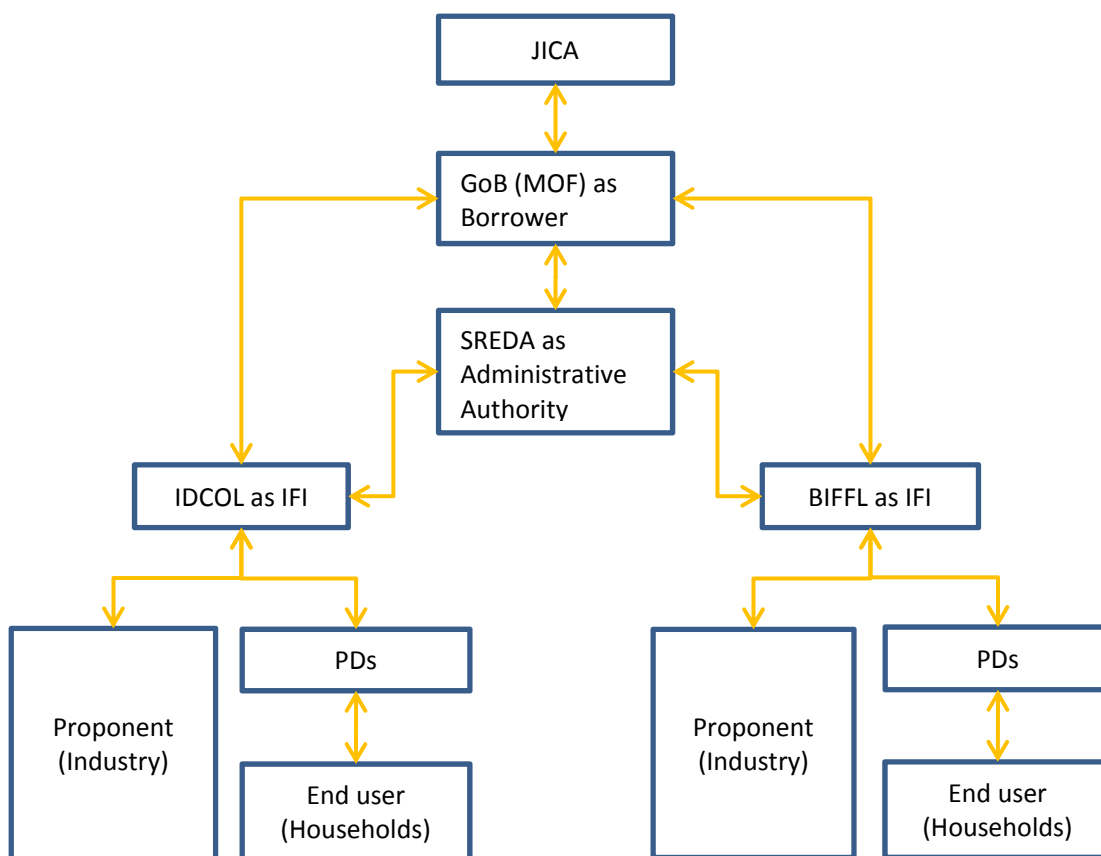 JICA
GoB (MOF) as
Borrower
SREDA as
Administrative
Authority
IDCOL as IFI
BIFFL as IFI
Proponent
(Industry)
PDs
End user
(Households)
Proponent
(Industry)
PDs
End user
(Households)